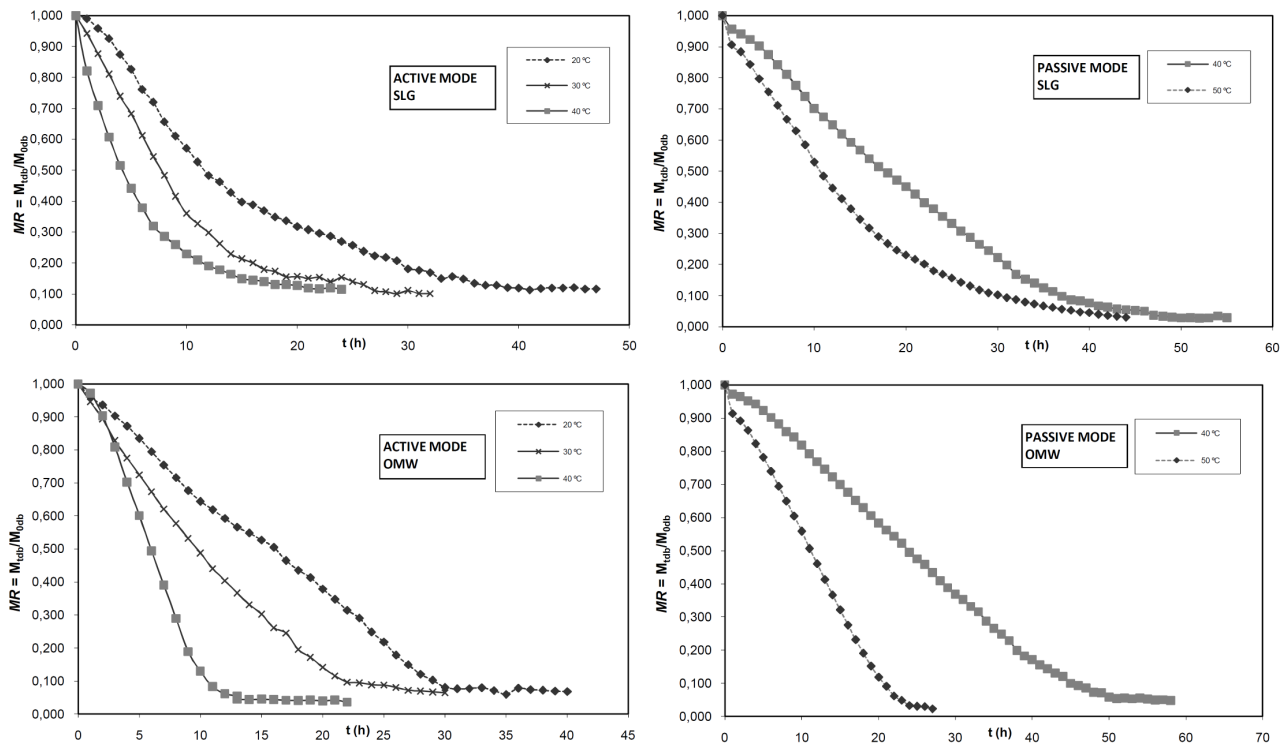 1,000
0,900
0,800
0,700
0,600
0,500
0,400
0,300
0,200
0,100
0,000
MR = Mtdb/M0db
ACTIVE MODE
SLG
20 ºC
30 ºC
40 ºC
0 10 20 30 40 50
t (h)
1,000
0,900
0,800
0,700
0,600
0,500
0,400
0,300
0,200
0,100
0,000
MR = Mtdb/M0db
PASSIVE MODE
SLG
40 ºC
50 ºC
0 10 20 30 40 50 60
t (h)
1,000
0,900
0,800
0,700
0,600
0,500
0,400
0,300
0,200
0,100
0,000
MR = Mtdb/M0db
ACTIVE MODE
OMW
20 ºC
30 ºC
40 ºC
0 5 10 15 20 25 30 35 40 45
t (h)
1,000
0,900
0,800
0,700
0,600
0,500
0,400
0,300
0,200
0,100
0,000
MR = Mtdb/M0db
PASSIVE MODE
OMW
40 ºC
50 ºC
0 10 20 30 40 50 60 70
t (h)